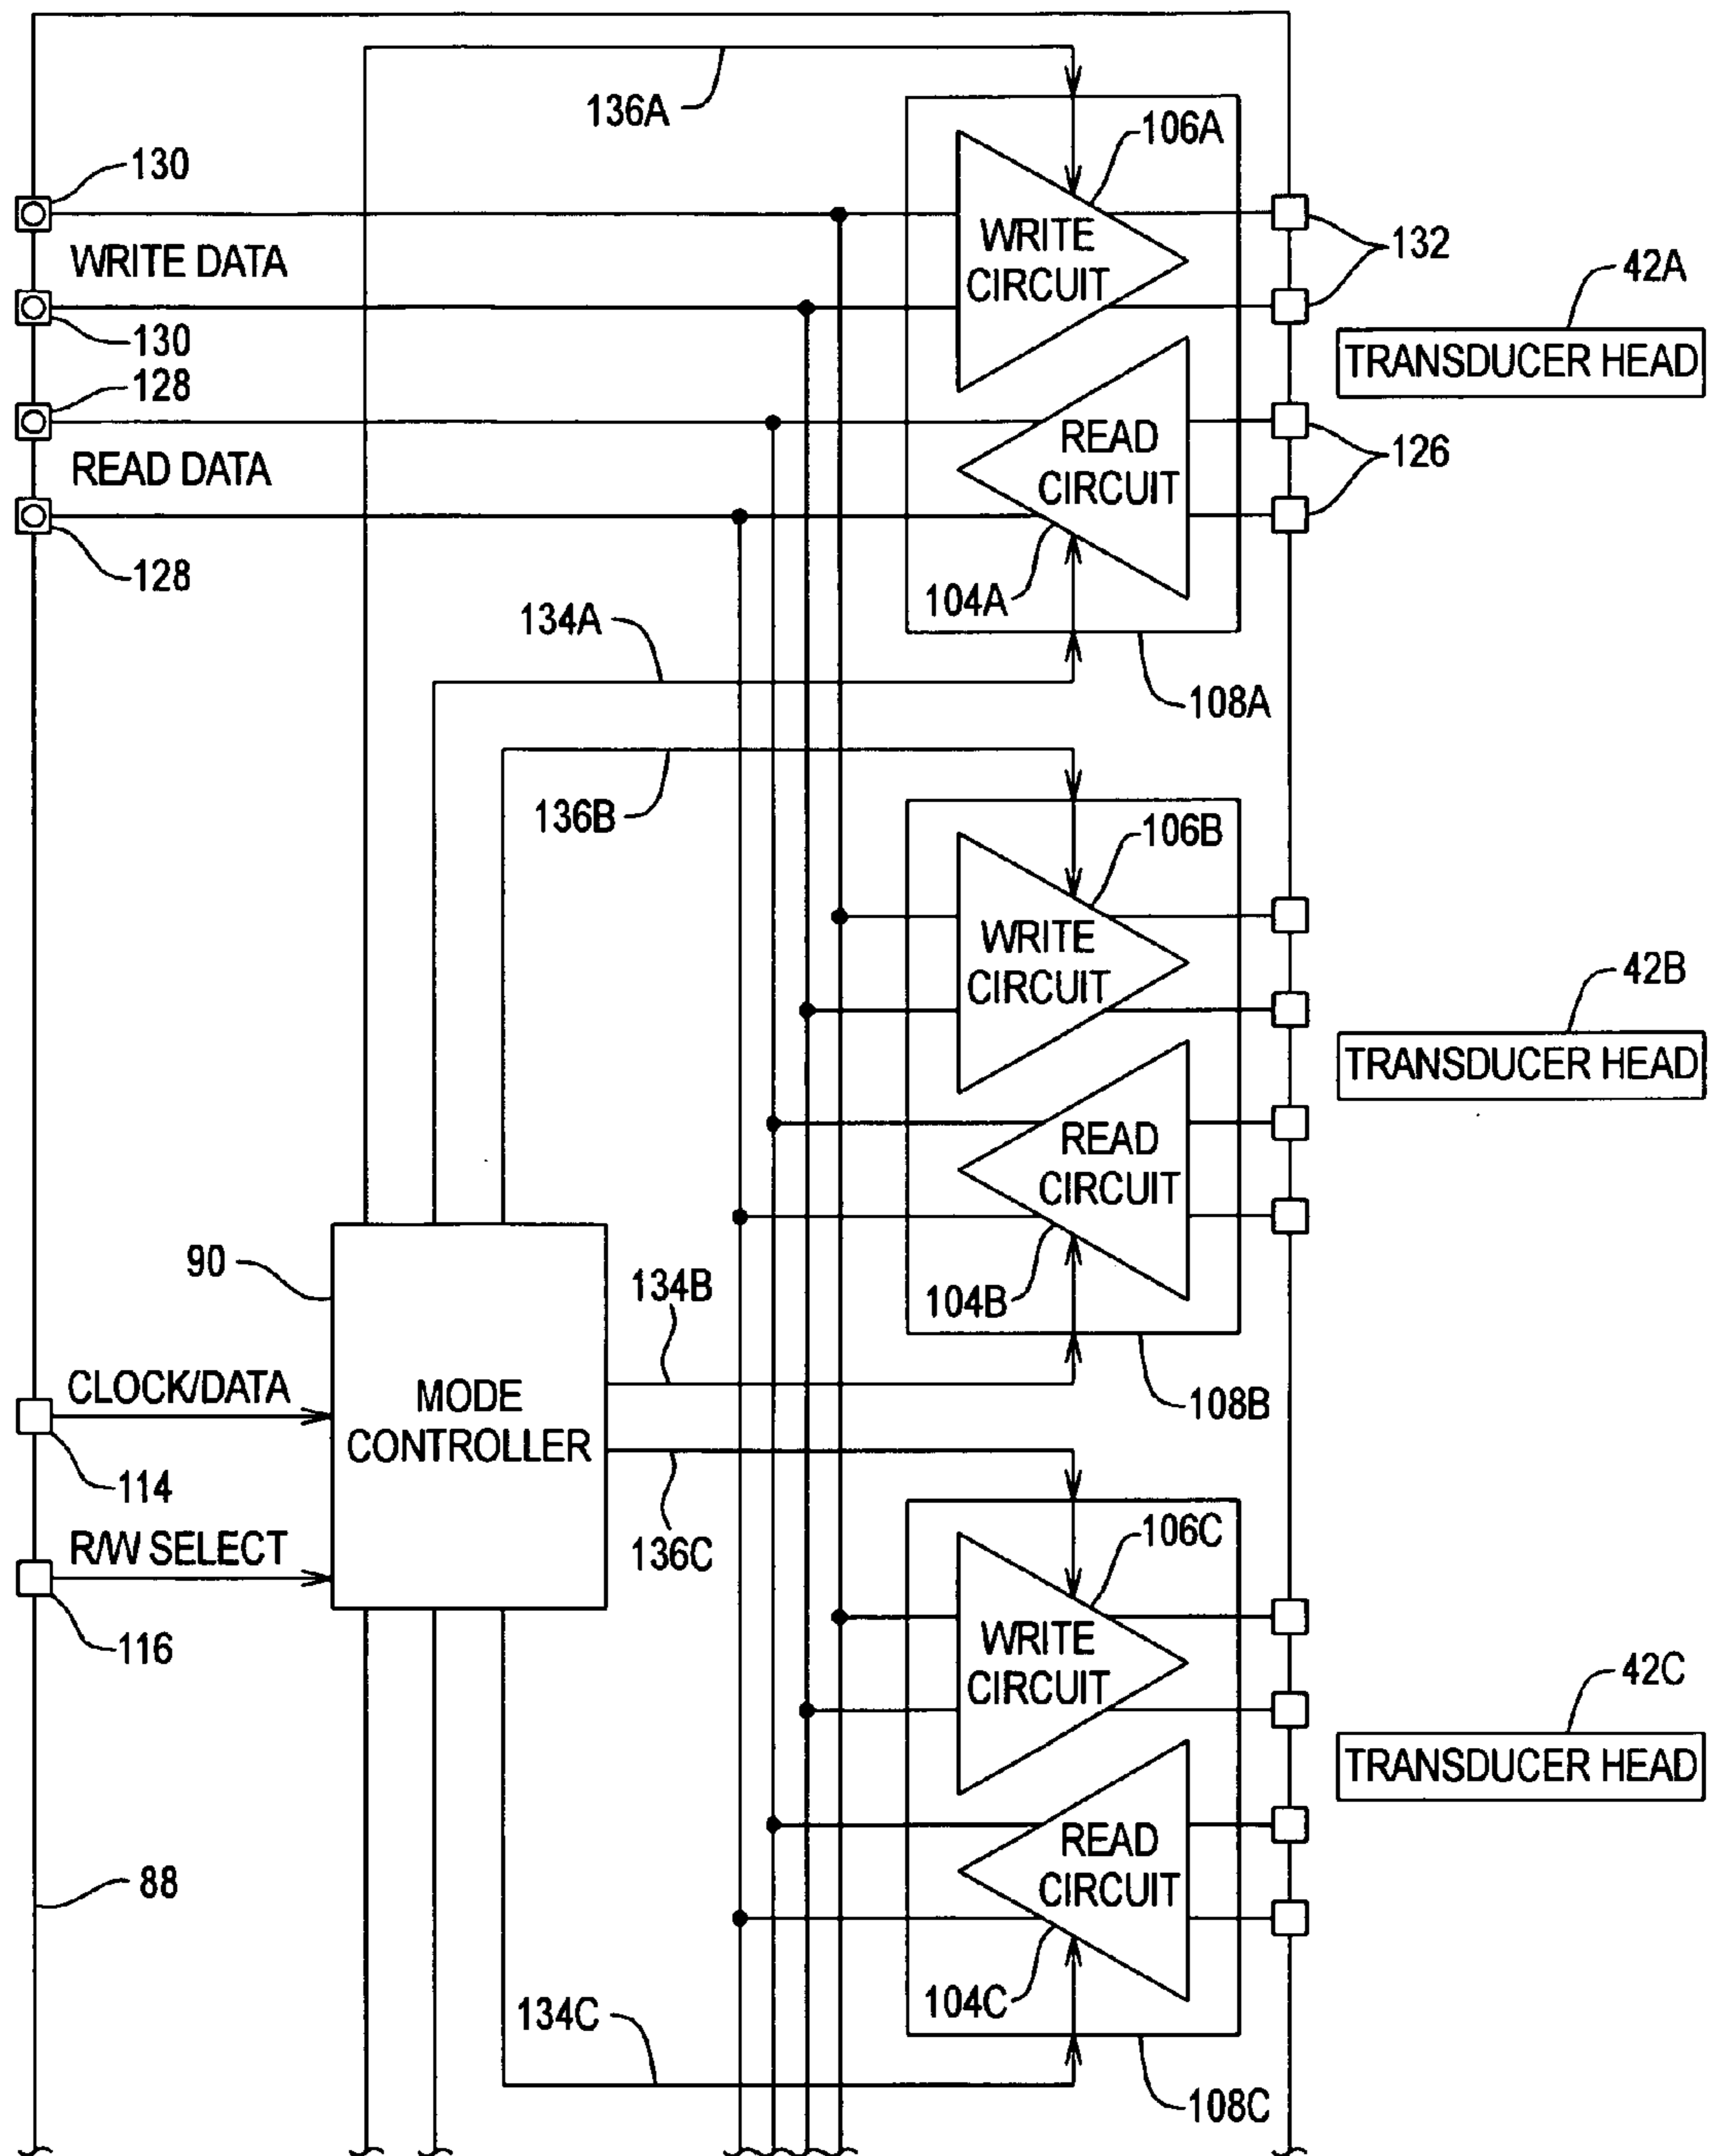 136A
106A
130
WRITE
CIRCUIT
132
WRITE DATA
42A
130
TRANSDUCER HEAD
128
READ
CIRCUIT
126
READ DATA
128
104A
134A
108A
136B
106B
WRITE
CIRCUIT
42B
TRANSDUCER HEAD
READ
CIRCUIT
90
134B
104B
CLOCK/DATA
MODE
CONTROLLER
108B
114
R/W SELECT
136C
106C
116
WRITE
CIRCUIT
42C
TRANSDUCER HEAD
READ
CIRCUIT
88
104C
134C
108C